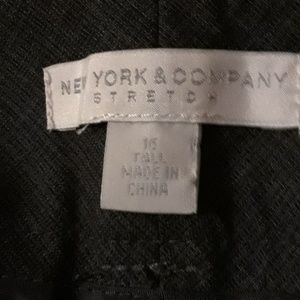 NEW YORK & COMPANY
STRETCH
16
TALL
MADE IN
CHINA